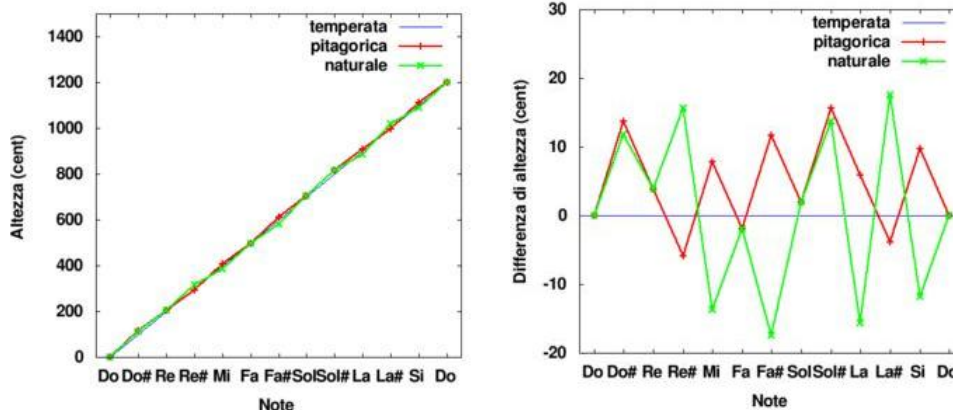 Altezza (cent)
1400
1200
1000
800
600
400
200
0
temperata
pitagorica
naturale
Do Do# Re Re# Mi Fa Fa# Sol Sol# La La# Si Do
Note
Differenza di altezza (cent)
30
20
10
0
-10
-20
temperata
pitagorica
naturale
Do Do# Re Re# Mi Fa Fa# Sol Sol# La La# Si Do
Note